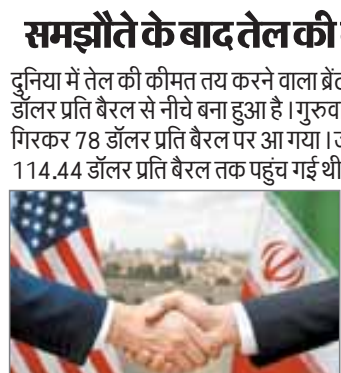 समझौते के बाद तेल की
दुनिया में तेल की कीमत तय करने वाला
डॉलर प्रति बैरल से नीचे बना हुआ है। गुरुवा
गिरकर 78 डॉलर प्रति बैरल पर आ गया।
114.44 डॉलर प्रति बैरल तक पहुंच गई थी